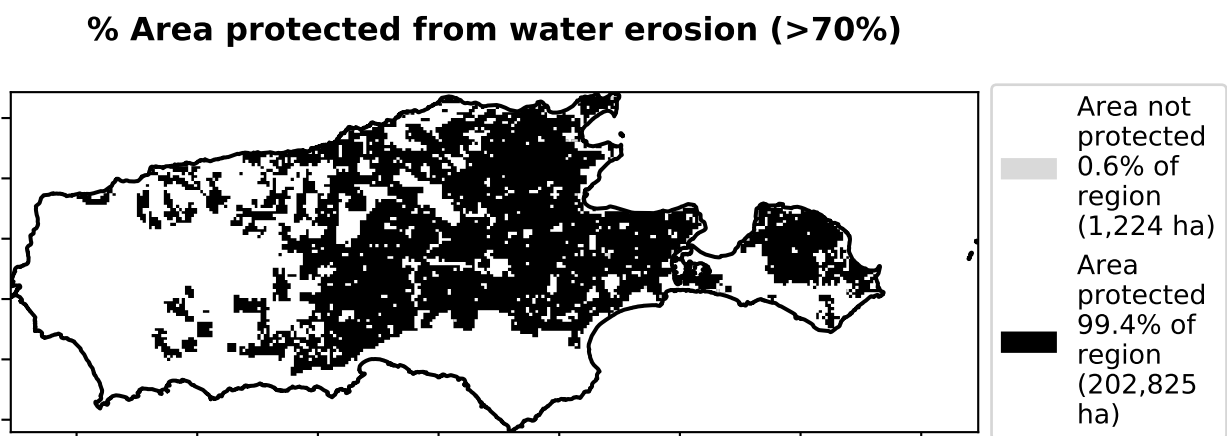 % Area protected from water erosion (>70%)
Area not
protected
0.6% of
region
(1,224 ha)
Area
protected
99.4% of
region
(202,825
ha)